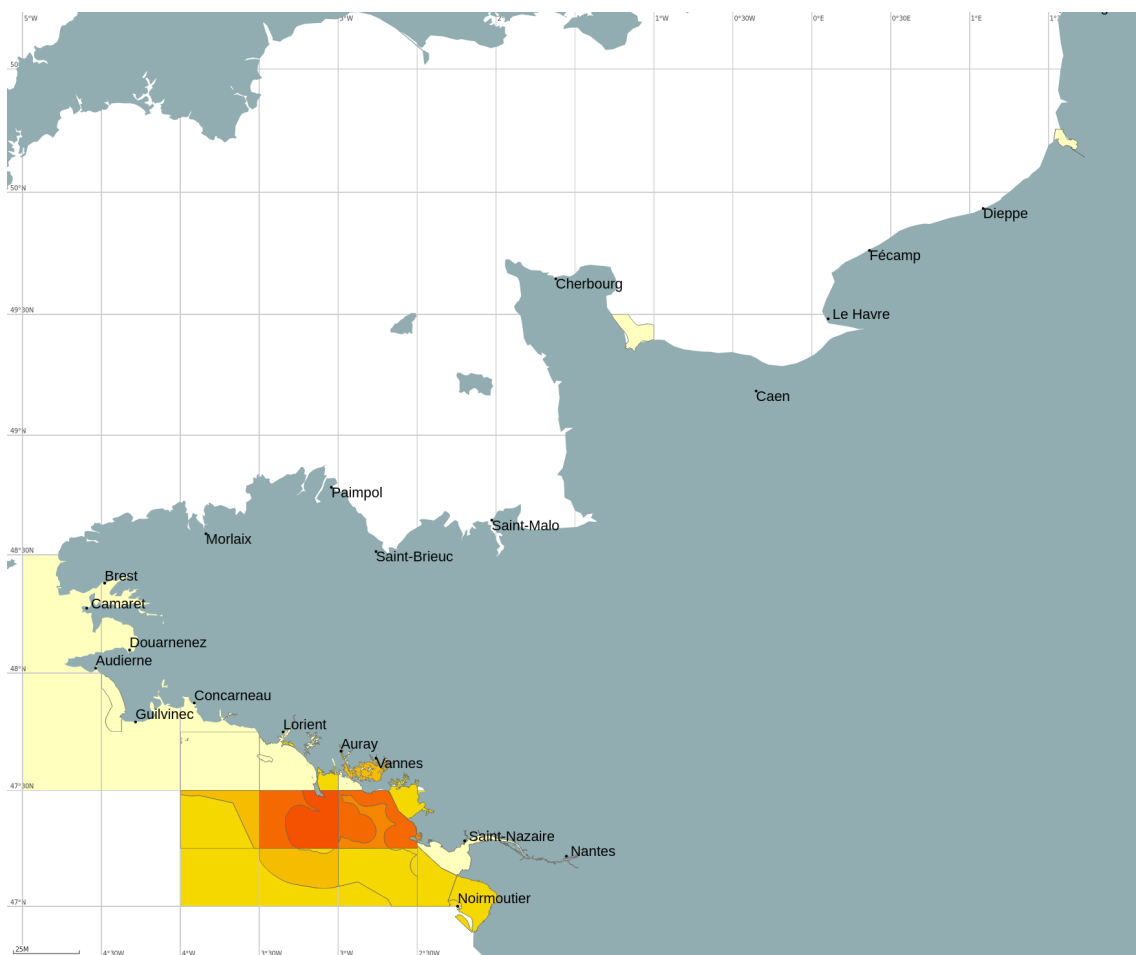 5°W
3°W
1°W
0°30W
0°E
0°30E
1°E
50°N
Dieppe
Fécamp
Cherbourg
49°30N
Le Havre
Caen
49°N
Paimpol
Saint-Malo
Morlaix
48°30N
Saint-Brieuc
Brest
Camaret
Douarnenez
Audierne
48°N
Concarneau
Guilvinec
Lorient
Auray
Vannes
47°30N
Saint-Nazaire
Nantes
Noirmoutier
47°N
25M
4°30W
4°W
3°30W
3°W
2°30W